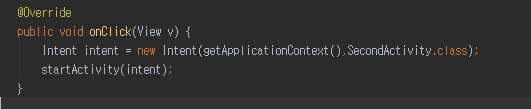 @Override
public void onClick(View v) {
    Intent intent = new Intent(getApplicationContext(),SecondActivity.class);
    startActivity(intent);
}